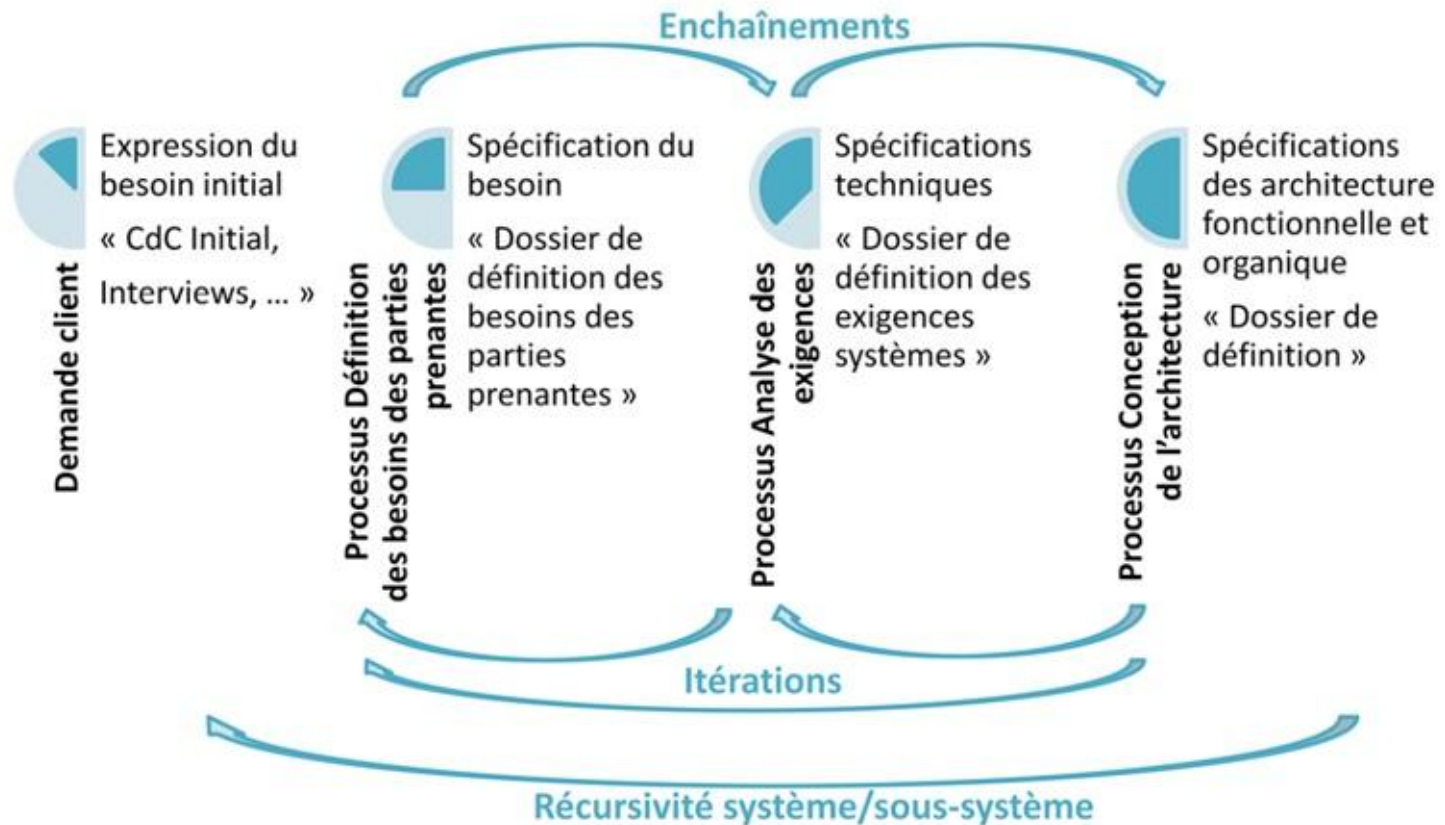 Enchaînements
Demande client
Expression du
besoin initial
« CdC Initial,
Interviews, ... »
Processus Définition
des besoins des parties
prenantes
Spécification du
besoin
« Dossier de
définition des
besoins des
parties
prenantes »
Processus Analyse des
exigences
Spécifications
techniques
« Dossier de
définition des
exigences
systèmes »
Processus Conception
de l'architecture
Spécifications
des architecture
fonctionnelle et
organique
« Dossier de
définition »
Itérations
Récursivité système/sous-système